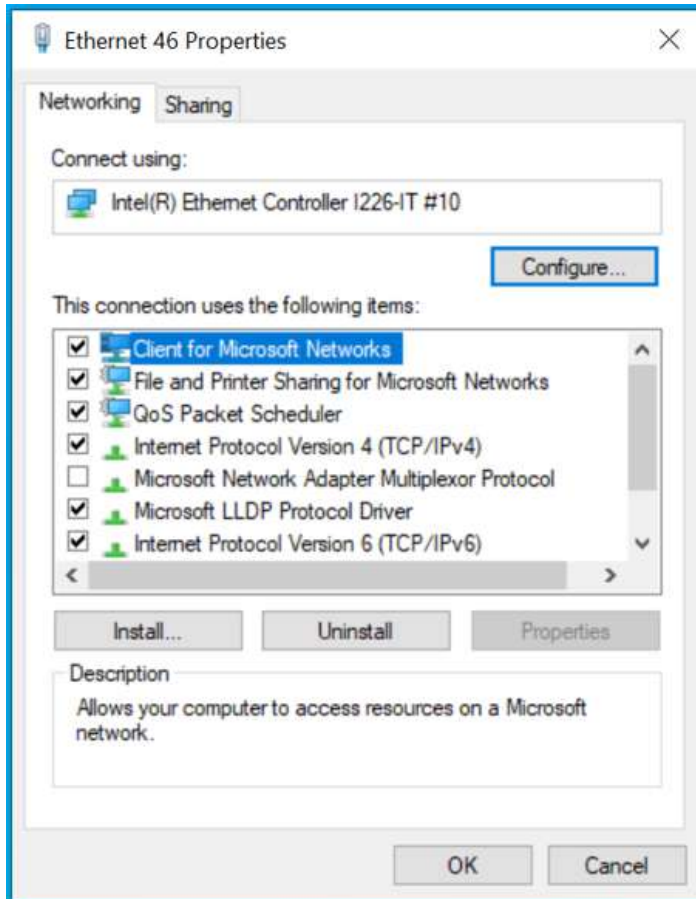 Ethernet 46 Properties
Networking
Sharing
Connect using:
Intel(R) Ethernet Controller I226-IT #10
Configure...
This connection uses the following items:
Client for Microsoft Networks
File and Printer Sharing for Microsoft Networks
QoS Packet Scheduler
Internet Protocol Version 4 (TCP/IPv4)
Microsoft Network Adapter Multiplexor Protocol
Microsoft LLDP Protocol Driver
Internet Protocol Version 6 (TCP/IPv6)
Install...
Uninstall
Properties
Description
Allows your computer to access resources on a Microsoft
network.
OK
Cancel